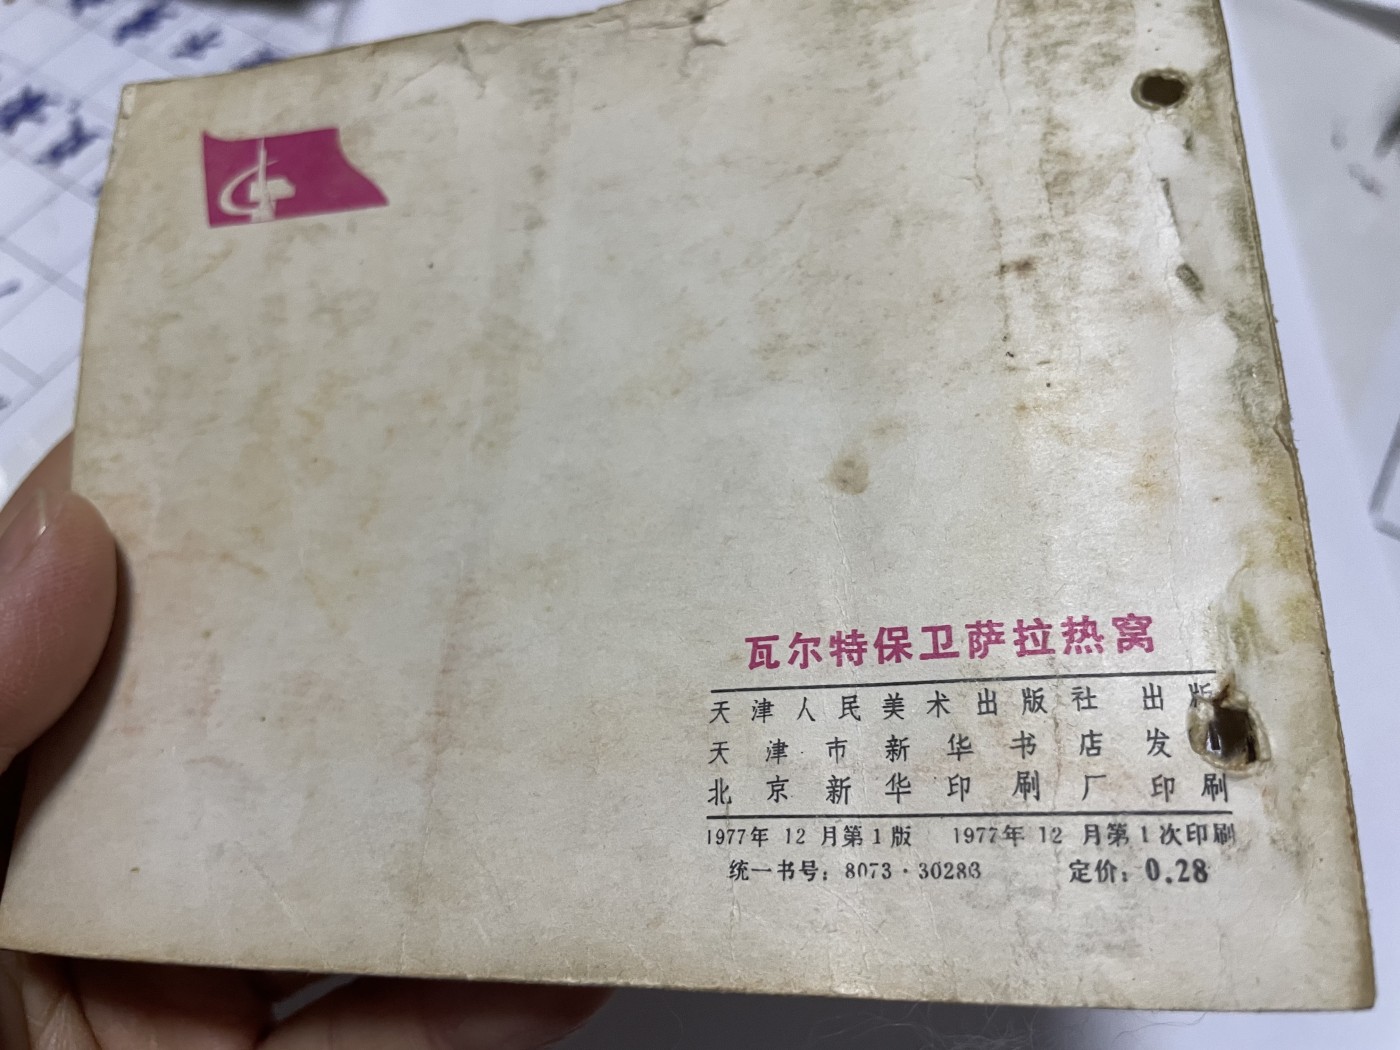 瓦尔特保卫萨拉热窝
天津人民美术出版社 出版
天津市新华书店发
北京新华印刷厂印刷
1977年 12 月第1版 1977年 12 月第1次印刷
统一书号：8073·30283 定价：0.28